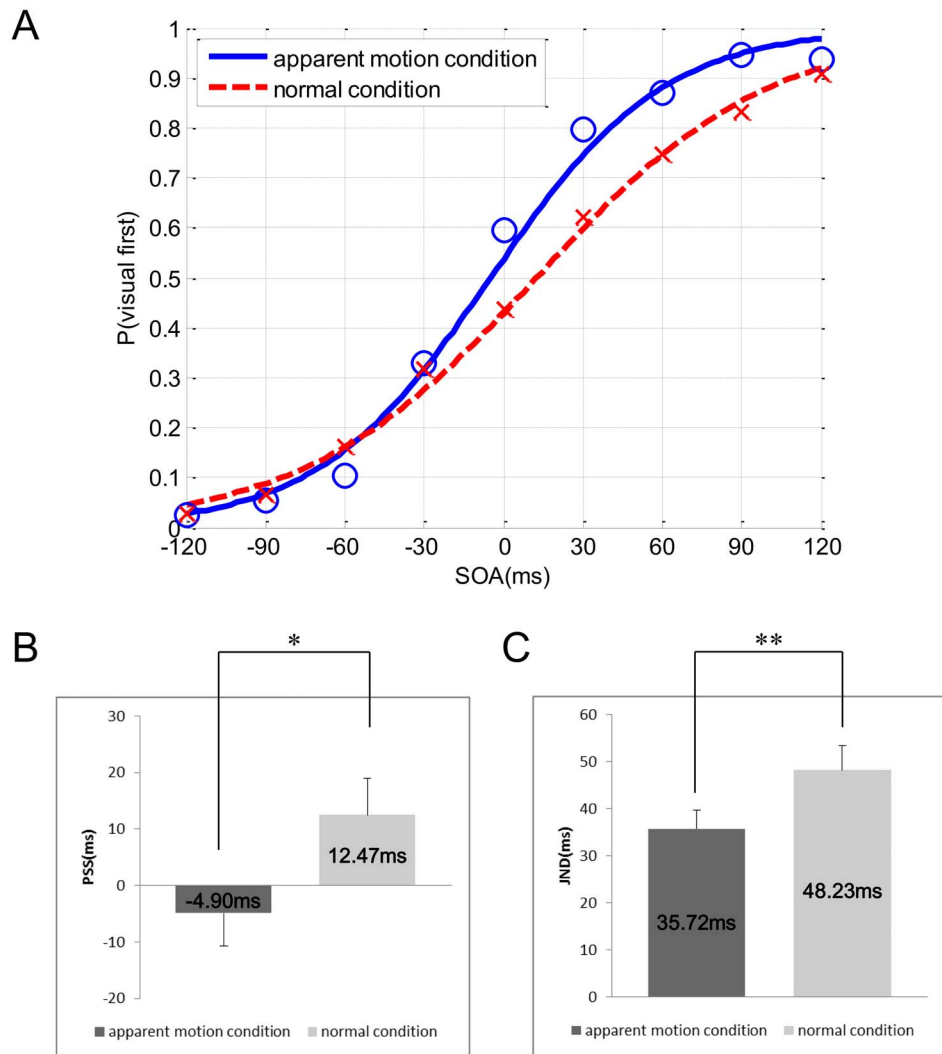 A
apparent motion condition
normal condition
P(visual first)
1
0.9
0.8
0.7
0.6
0.5
0.4
0.3
0.2
0.1
0
-120 -90 -60 -30 0 30 60 90 120
SOA(ms)
B
*
30
20
10
0
-10
-20
PSS(ms)
-4.90ms
12.47ms
apparent motion condition normal condition
C
**
60
50
40
30
20
10
0
JND(ms)
35.72ms
48.23ms
apparent motion condition normal condition